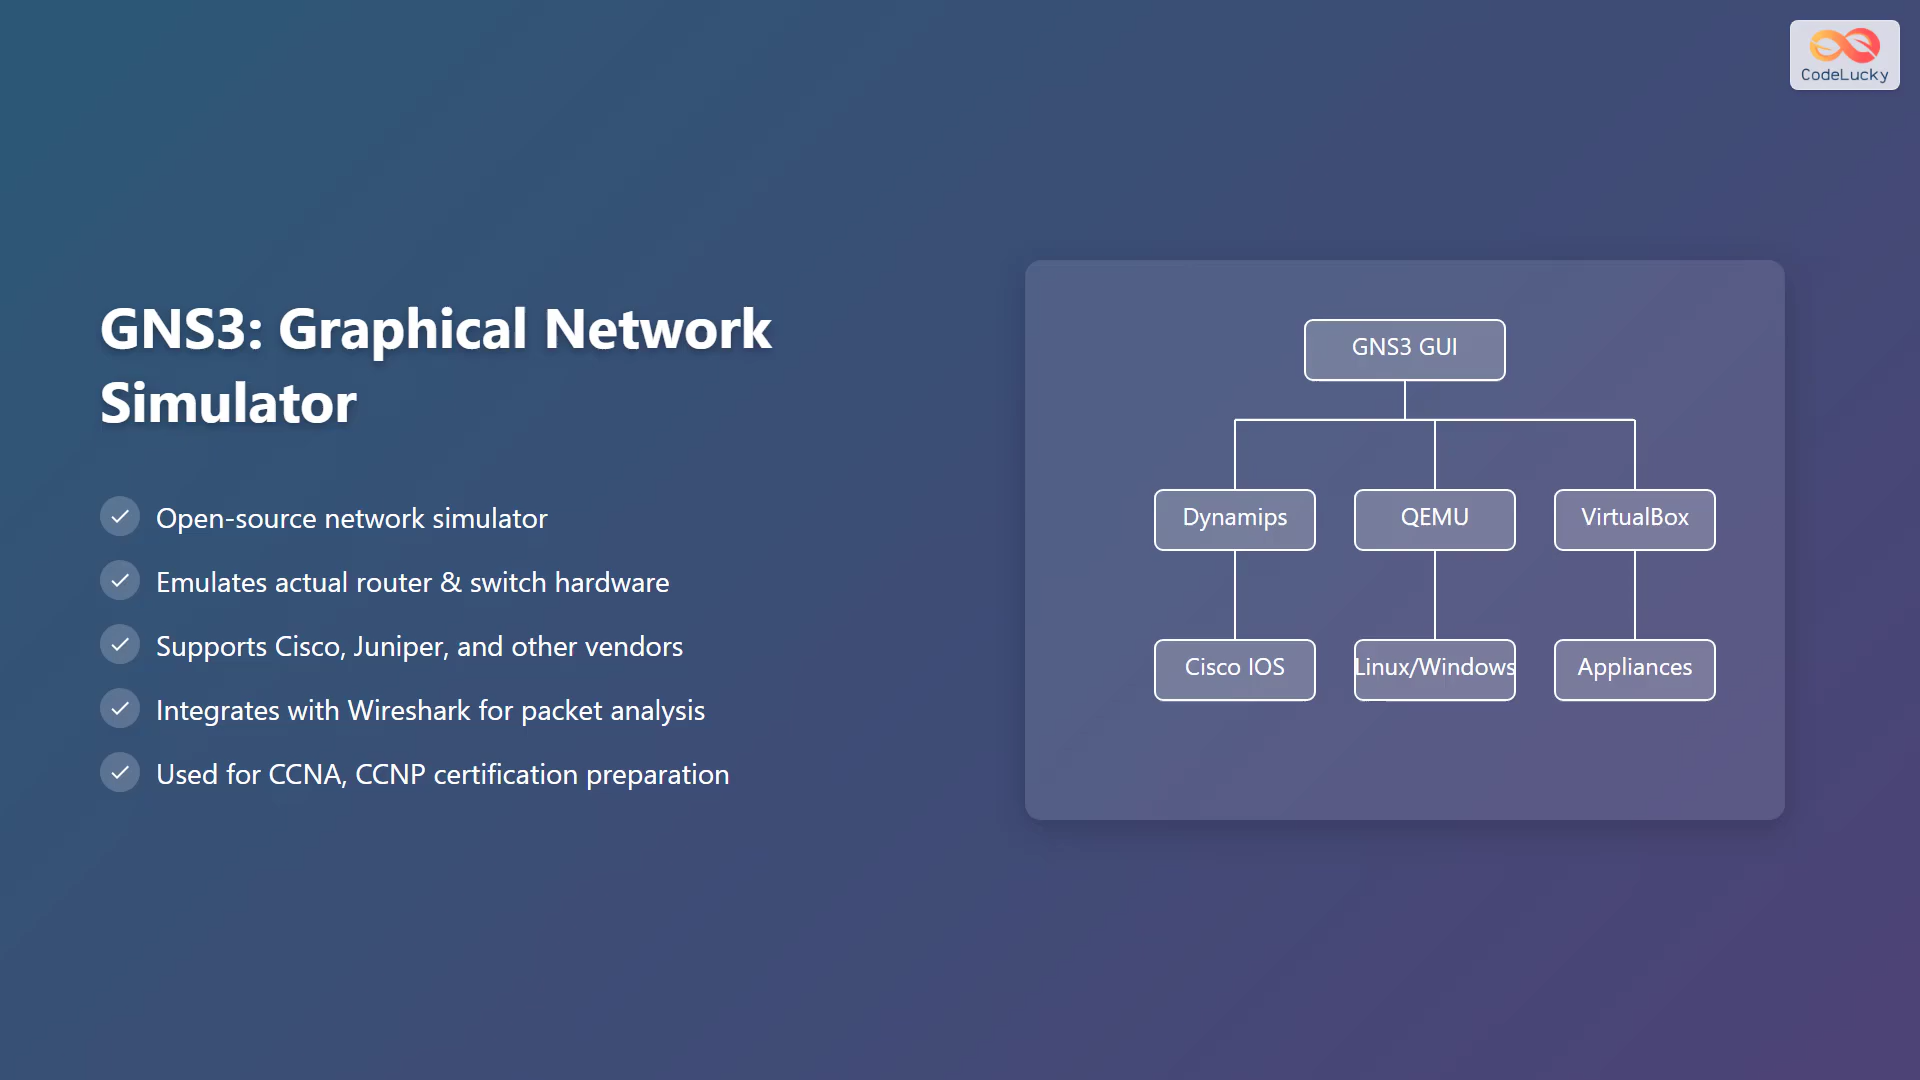 CodeLucky
GNS3: Graphical Network
Simulator
Open-source network simulator
Emulates actual router & switch hardware
Supports Cisco, Juniper, and other vendors
Integrates with Wireshark for packet analysis
Used for CCNA, CCNP certification preparation
GNS3 GUI
Dynamips
QEMU
VirtualBox
Cisco IOS
Linux/Windows
Appliances